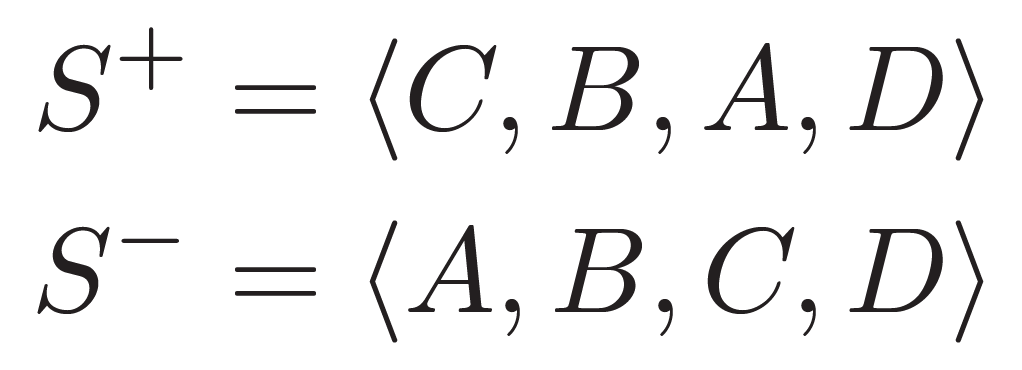 S⁺ = ⟨C, B, A, D⟩
S⁻ = ⟨A, B, C, D⟩